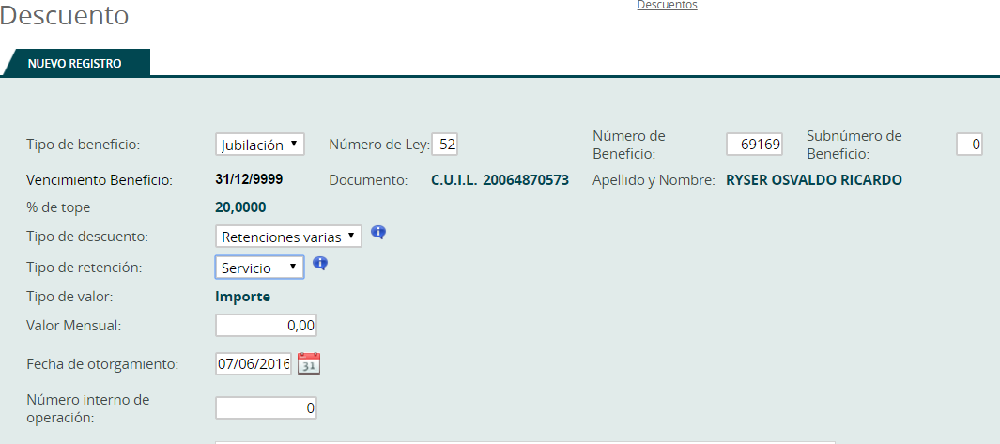 Descuentos
Descuento
NUEVO REGISTRO
Tipo de beneficio: Jubilación Número de Ley: 52 Número de Beneficio: 69169 Subnúmero de Beneficio: 0
Vencimiento Beneficio: 31/12/9999 Documento: C.U.I.L. 20064870573 Apellido y Nombre: RYSER OSVALDO RICARDO
% de tope 20,0000
Tipo de descuento: Retenciones varias
Tipo de retención: Servicio
Tipo de valor: Importe
Valor Mensual: 0,00
Fecha de otorgamiento: 07/06/2016 31
Número interno de operación: 0